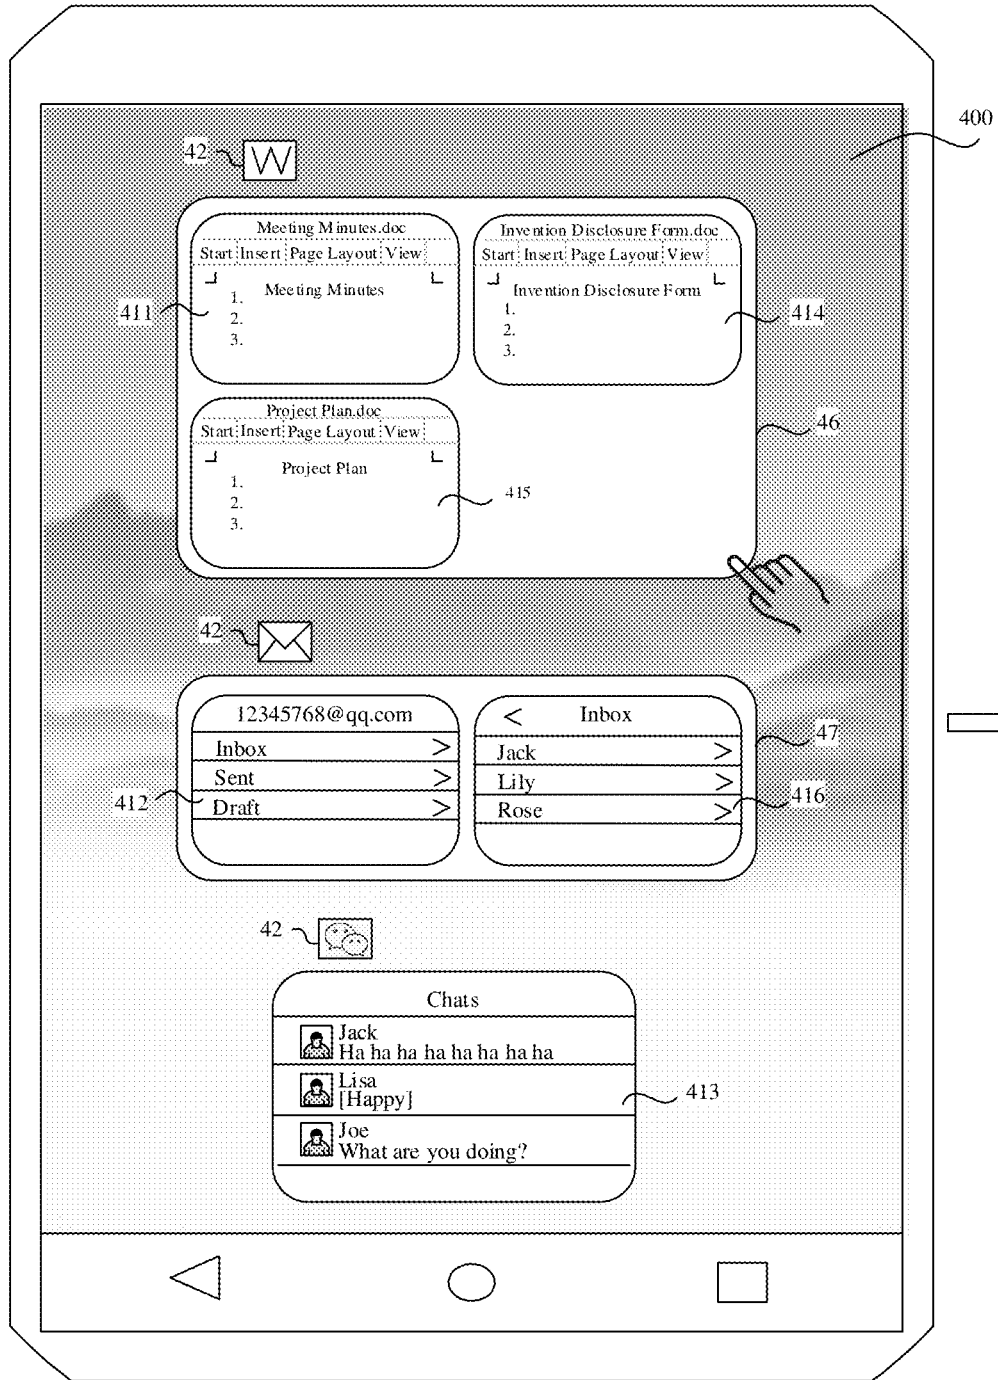 400
42
W
Meeting Minutes.doc
Start Insert Page Layout View
Meeting Minutes
1.
2.
3.
411
Invention Disclosure Form.doc
Start Insert Page Layout View
Invention Disclosure Form
1.
2.
3.
414
46
Project Plan.doc
Start Insert Page Layout View
Project Plan
1.
2.
3.
415
42
12345768@qq.com
Inbox >
Sent >
Draft >
412
< Inbox
Jack >
Lily >
Rose >
47
416
42
Chats
Jack
Ha ha ha ha ha ha ha ha
Lisa
[Happy]
Joe
What are you doing?
413